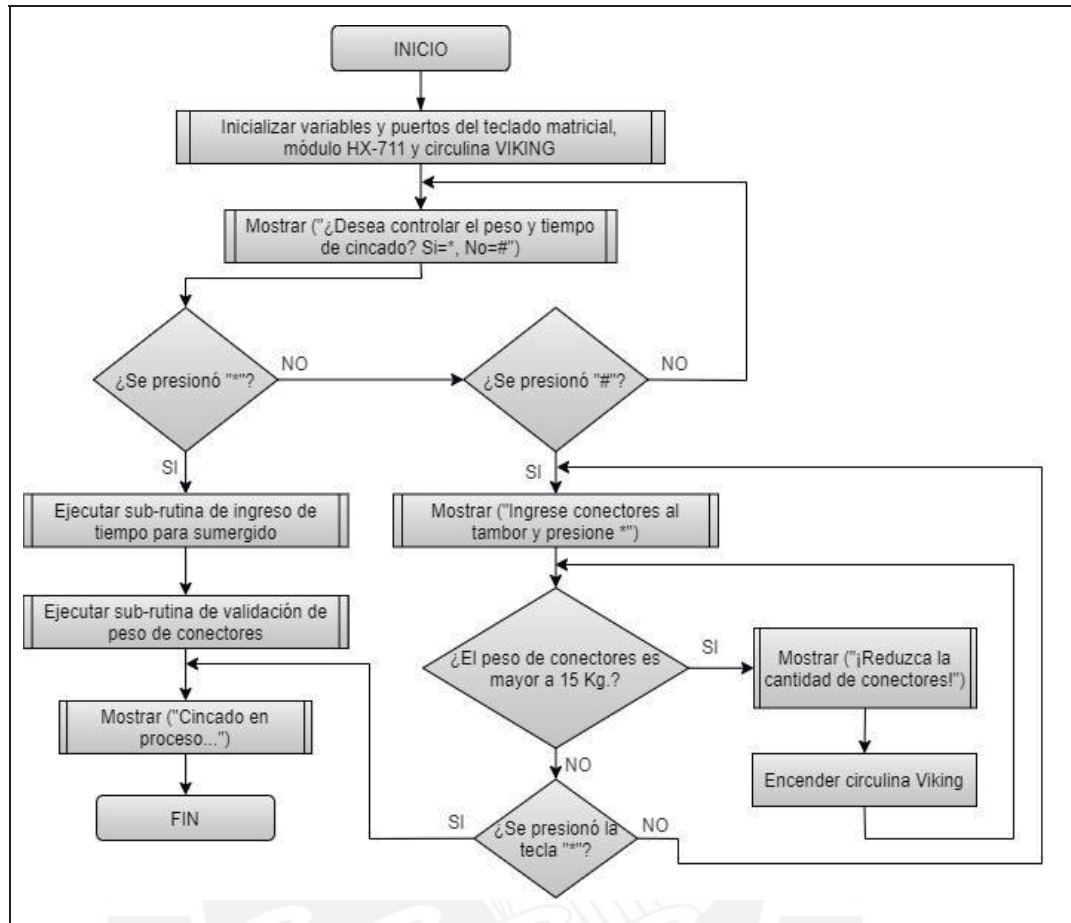 INICIO
Inicializar variables y puertos del teclado matricial,
módulo HX-711 y circulina VIKING
Mostrar ("¿Desea controlar el peso y tiempo
de cincado? Si=*, No=#")
¿Se presionó "*"?
NO
¿Se presionó "#"?
NO
SI
SI
Ejecutar sub-rutina de ingreso de
tiempo para sumergido
Mostrar ("Ingrese conectores al
tambor y presione *")
Ejecutar sub-rutina de validación de
peso de conectores
¿El peso de conectores es
mayor a 15 Kg.?
SI
Mostrar ("¡Reduzca la
cantidad de conectores!")
Mostrar ("Cincado en
proceso...")
NO
Encender circulina Viking
FIN
SI
¿Se presionó la
tecla "*"?
NO